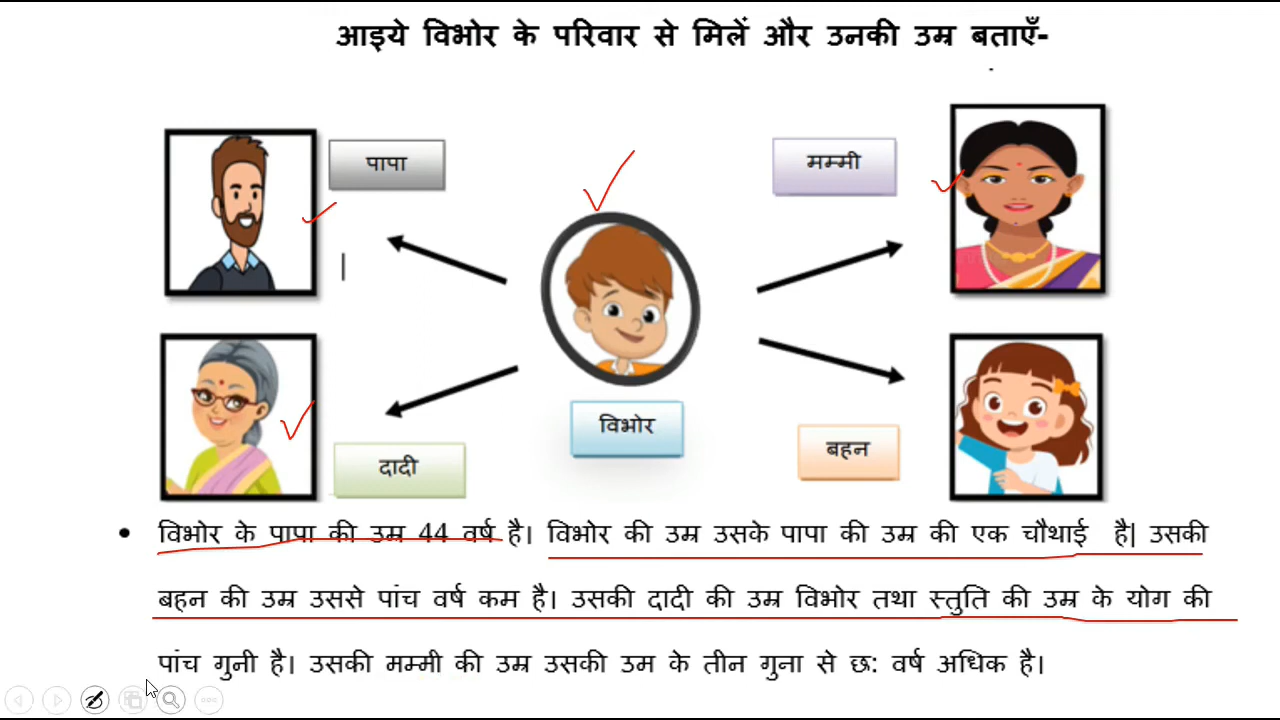 आइये विभोर के परिवार से मिलें और उनकी उम्र बताएँ-
पापा
मम्मी
विभोर
बहन
दादी
• विभोर के पापा की उम्र 44 वर्ष है। विभोर की उम्र उसके पापा की उम्र की एक चौथाई है| उसकी
बहन की उम्र उससे पांच वर्ष कम है। उसकी दादी की उम्र विभोर तथा स्तुति की उम्र के योग की
पांच गुनी है। उसकी मम्मी की उम्र उसकी उम के तीन गुना से छ: वर्ष अधिक है।